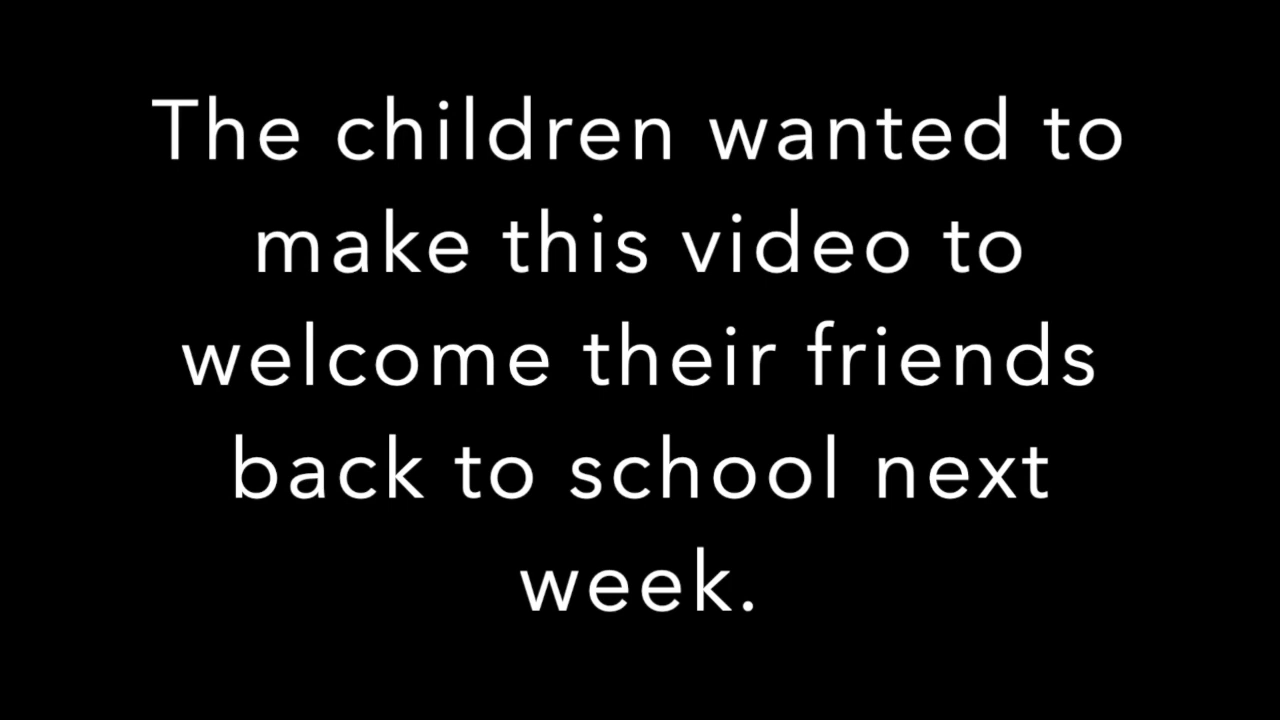 The children wanted to
make this video to
welcome their friends
back to school next
week.